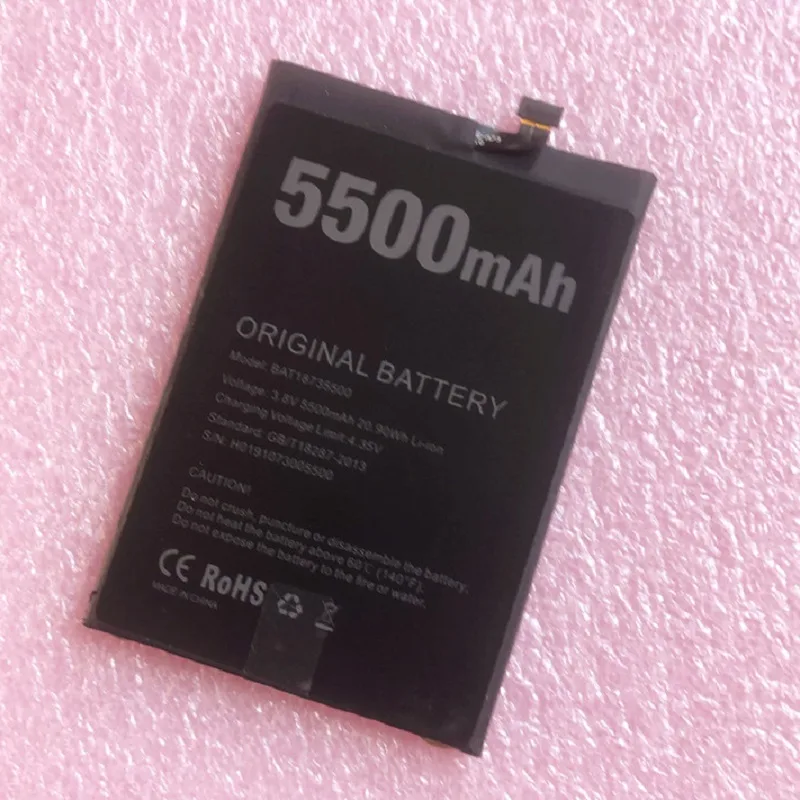 5500mAh
ORIGINAL BATTERY
Model: BAT18735500
Voltage: 3.8V 5500mAh 20.90Wh Li-ion
Charging Voltage Limit:4.35V
Standard: GB/T18287-2013
S/N: H0191073005500
CAUTION!
Do not crush, puncture or disassemble the battery.
Do not heat the battery above 60℃ (140°F).
Do not expose the battery to the fire or water.
CE RoHS
MADE IN CHINA